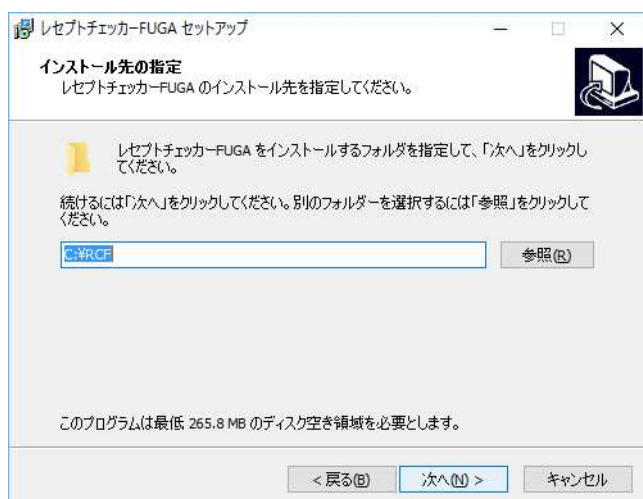 レセプトチェッカーFUGA セットアップ
インストール先の指定
レセプトチェッカーFUGA のインストール先を指定してください。
レセプトチェッカーFUGA をインストールするフォルダを指定して、「次へ」をクリックし
てください。
続けるには「次へ」をクリックしてください。別のフォルダーを選択するには「参照」をクリックして
ください。
C:¥RCF
参照(R)
このプログラムは最低 265.8 MB のディスク空き領域を必要とします。
< 戻る(B)
次へ(N) >
キャンセル